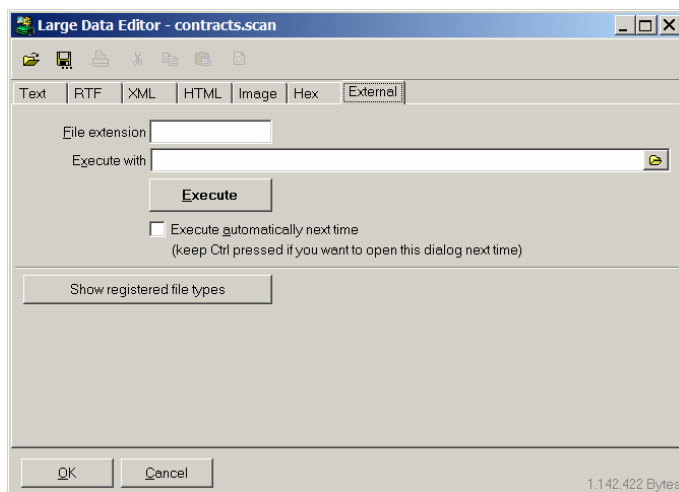 Large Data Editor - contracts.scan
Text RTF XML HTML Image Hex External
File extension
Execute with
Execute
Execute automatically next time
(keep Ctrl pressed if you want to open this dialog next time)
Show registered file types
OK Cancel
1.142.422 Bytes